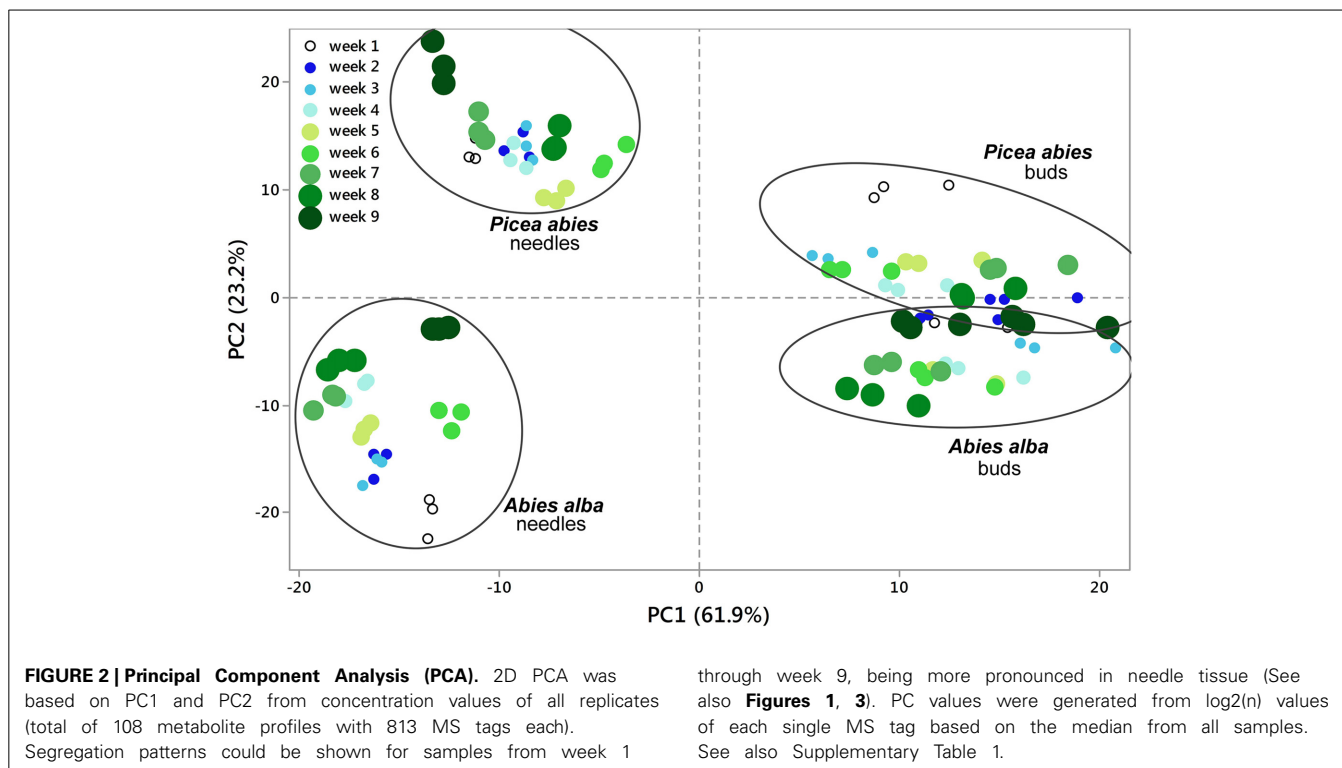 week 1
week 2
week 3
week 4
week 5
week 6
week 7
week 8
week 9
20
10
0
-10
-20
PC2 (23.2%)
Picea abies
needles
Picea abies
buds
Abies alba
needles
Abies alba
buds
-20
-10
0
10
20
PC1 (61.9%)
FIGURE 2 | Principal Component Analysis (PCA). 2D PCA was
based on PC1 and PC2 from concentration values of all replicates
(total of 108 metabolite profiles with 813 MS tags each).
Segregation patterns could be shown for samples from week 1
through week 9, being more pronounced in needle tissue (See
also Figures 1, 3). PC values were generated from log2(n) values
of each single MS tag based on the median from all samples.
See also Supplementary Table 1.